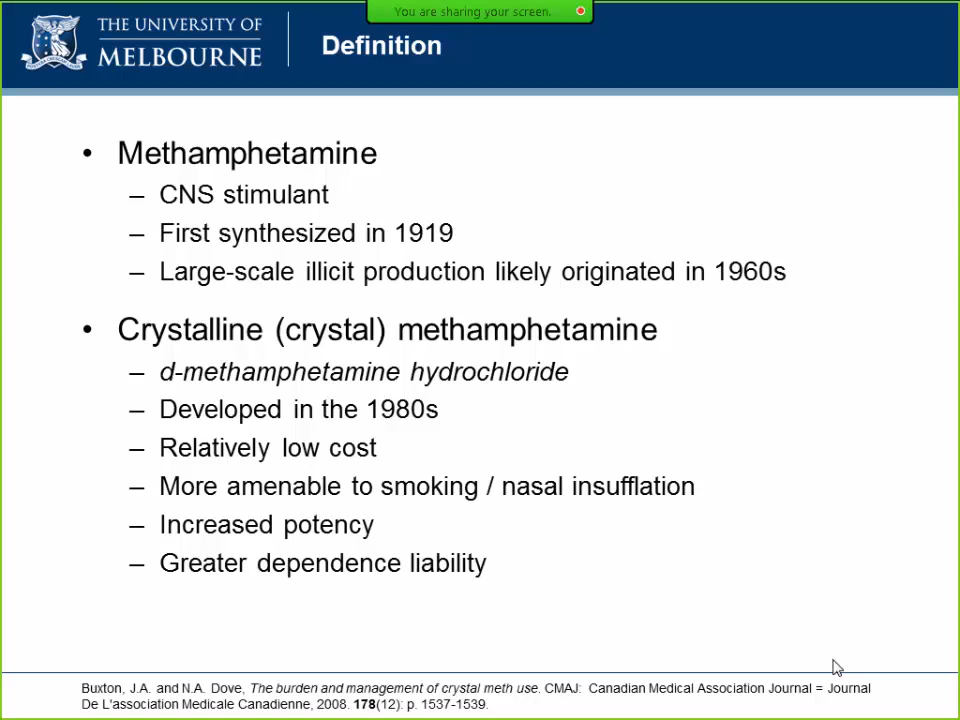 You are sharing your screen.
THE UNIVERSITY OF
MELBOURNE
Definition
• Methamphetamine
– CNS stimulant
– First synthesized in 1919
– Large-scale illicit production likely originated in 1960s
• Crystalline (crystal) methamphetamine
– d-methamphetamine hydrochloride
– Developed in the 1980s
– Relatively low cost
– More amenable to smoking / nasal insufflation
– Increased potency
– Greater dependence liability
Buxton, J.A. and N.A. Dove, The burden and management of crystal meth use. CMAJ: Canadian Medical Association Journal = Journal
De L'association Medicale Canadienne, 2008. 178(12): p. 1537-1539.